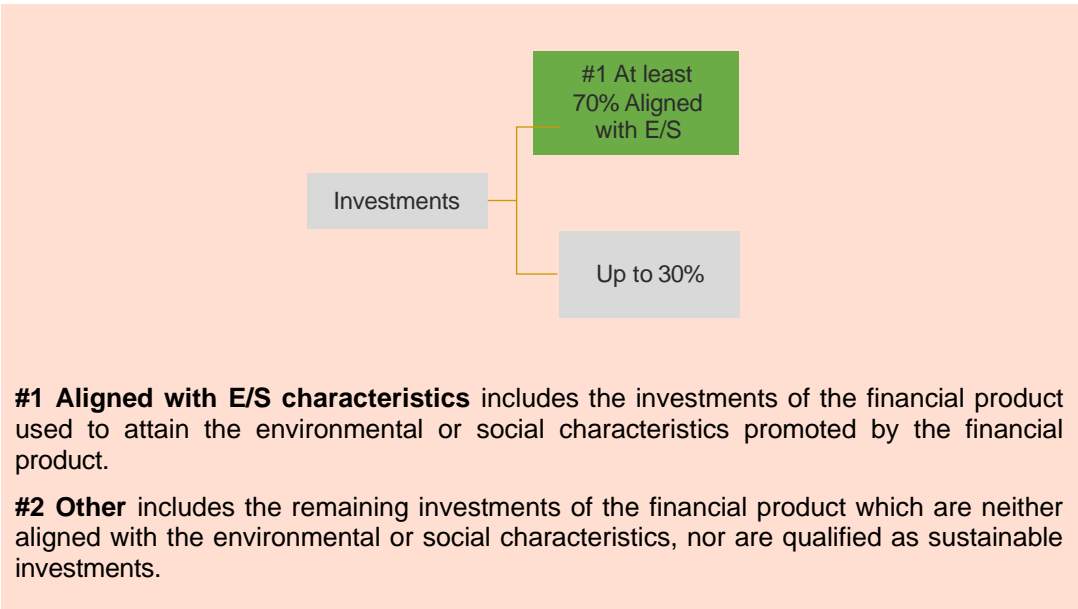 #1 At least
70% Aligned
with E/S
Investments
Up to 30%
#1 Aligned with E/S characteristics includes the investments of the financial product
used to attain the environmental or social characteristics promoted by the financial
product.
#2 Other includes the remaining investments of the financial product which are neither
aligned with the environmental or social characteristics, nor are qualified as sustainable
investments.